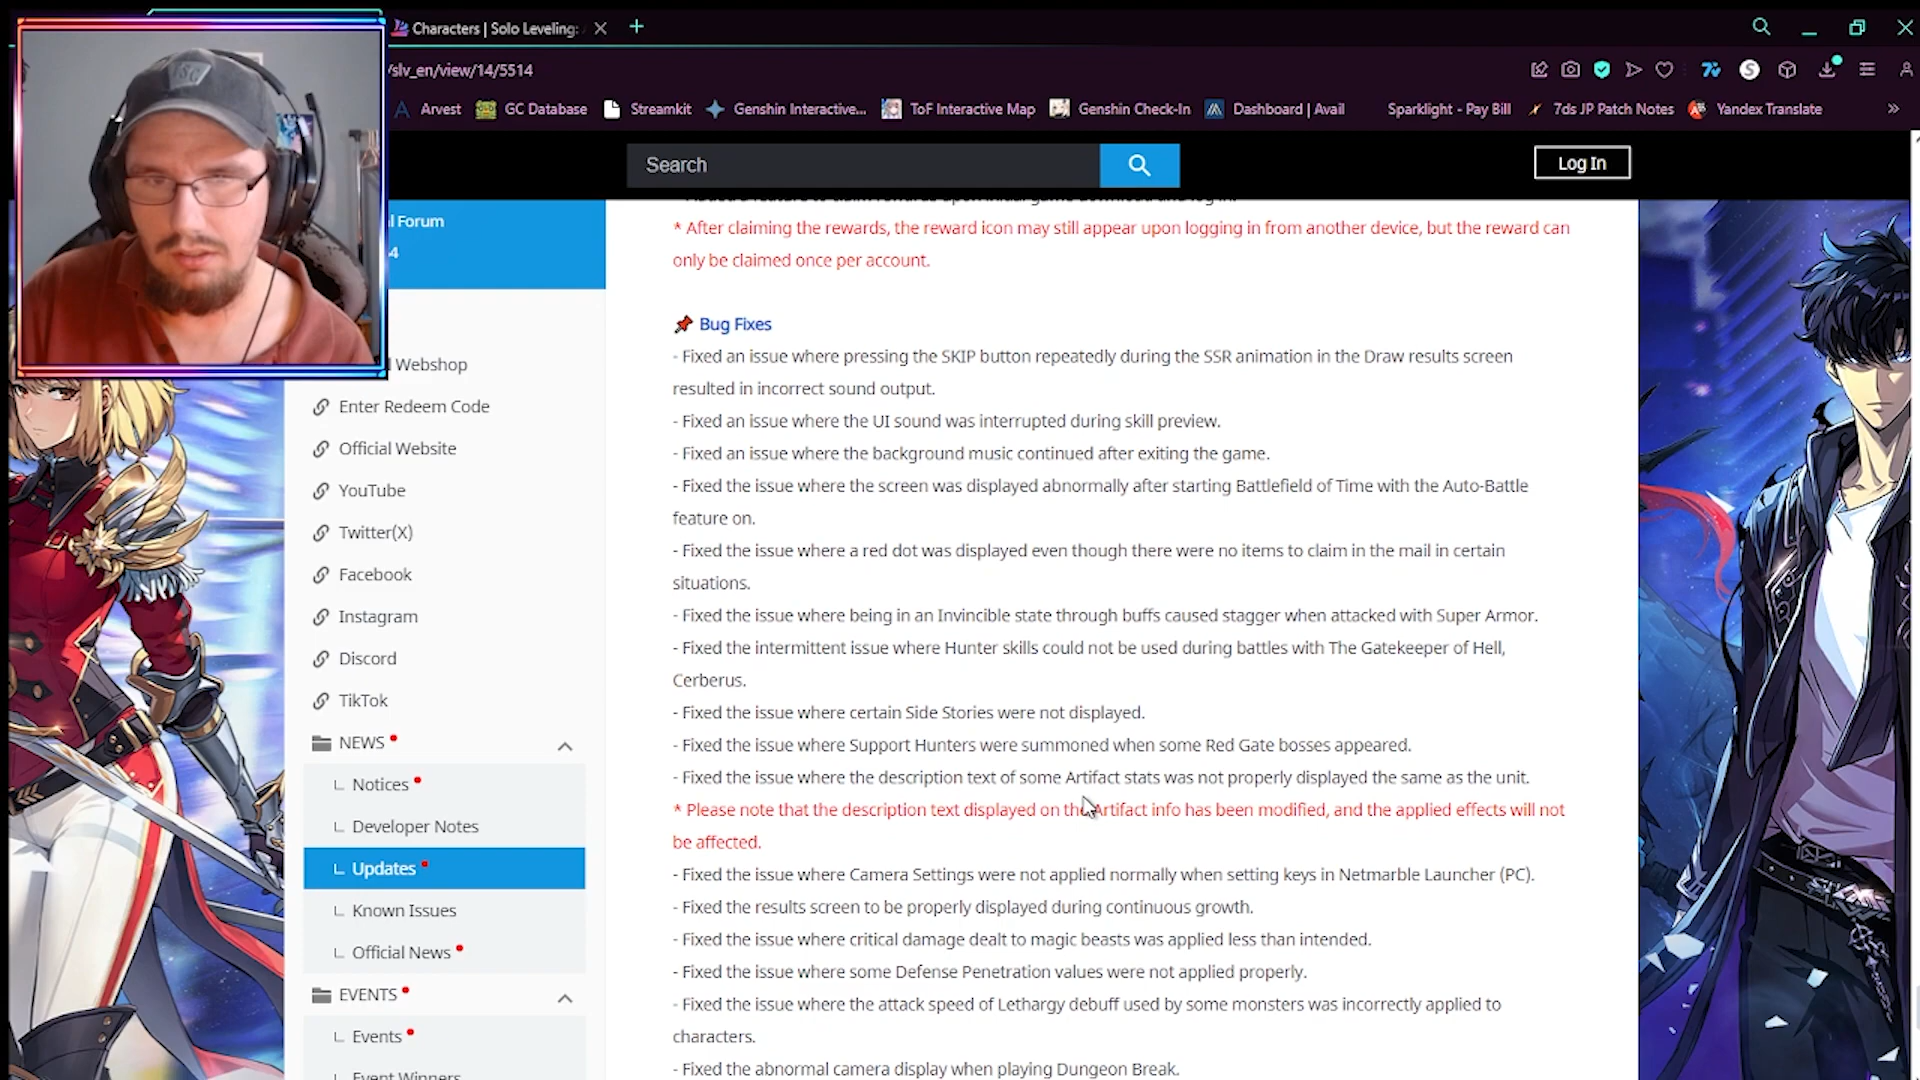 Characters | Solo Leveling:
/slv_en/view/14/5514
Arvest GC Database Streamkit Genshin Interactive... ToF Interactive Map Genshin Check-In Dashboard | Avail Sparklight - Pay Bill 7ds JP Patch Notes Yandex Translate
Search
Log In
l Forum
4
l Webshop
Enter Redeem Code
Official Website
YouTube
Twitter(X)
Facebook
Instagram
Discord
TikTok
NEWS
Notices
Developer Notes
Updates
Known Issues
Official News
EVENTS
Events
Event Winners
* After claiming the rewards, the reward icon may still appear upon logging in from another device, but the reward can
only be claimed once per account.
Bug Fixes
- Fixed an issue where pressing the SKIP button repeatedly during the SSR animation in the Draw results screen
resulted in incorrect sound output.
- Fixed an issue where the UI sound was interrupted during skill preview.
- Fixed an issue where the background music continued after exiting the game.
- Fixed the issue where the screen was displayed abnormally after starting Battlefield of Time with the Auto-Battle
feature on.
- Fixed the issue where a red dot was displayed even though there were no items to claim in the mail in certain
situations.
- Fixed the issue where being in an Invincible state through buffs caused stagger when attacked with Super Armor.
- Fixed the intermittent issue where Hunter skills could not be used during battles with The Gatekeeper of Hell,
Cerberus.
- Fixed the issue where certain Side Stories were not displayed.
- Fixed the issue where Support Hunters were summoned when some Red Gate bosses appeared.
- Fixed the issue where the description text of some Artifact stats was not properly displayed the same as the unit.
* Please note that the description text displayed on the Artifact info has been modified, and the applied effects will not
be affected.
- Fixed the issue where Camera Settings were not applied normally when setting keys in Netmarble Launcher (PC).
- Fixed the results screen to be properly displayed during continuous growth.
- Fixed the issue where critical damage dealt to magic beasts was applied less than intended.
- Fixed the issue where some Defense Penetration values were not applied properly.
- Fixed the issue where the attack speed of Lethargy debuff used by some monsters was incorrectly applied to
characters.
- Fixed the abnormal camera display when playing Dungeon Break.